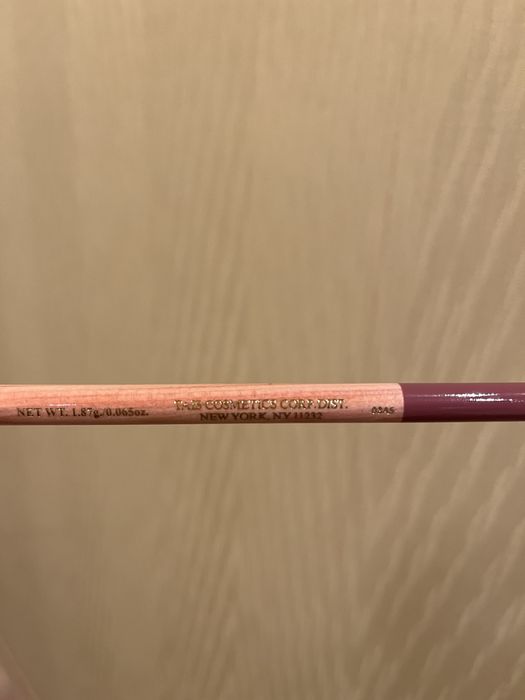 NET WT. 1.87g./0.065oz.
COSMETICS CORP. DIST.
NEW YORK, NY 11232